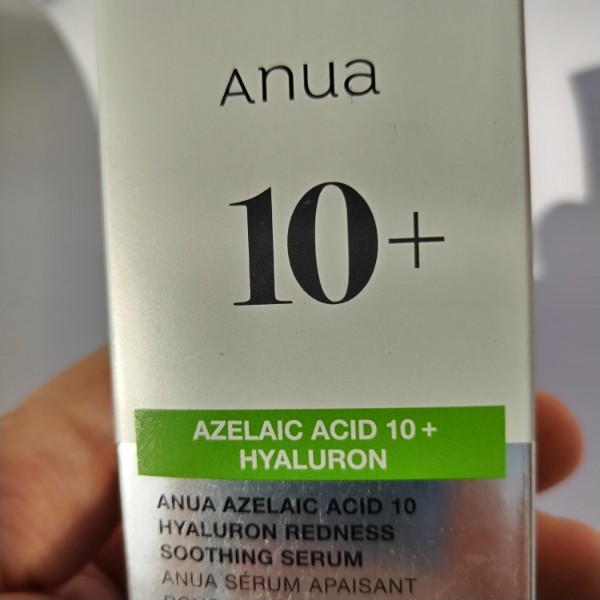 Anua
10+
AZELAIC ACID 10+
HYALURON
ANUA AZELAIC ACID 10
HYALURON REDNESS
SOOTHING SERUM
ANUA SÉRUM APAISANT